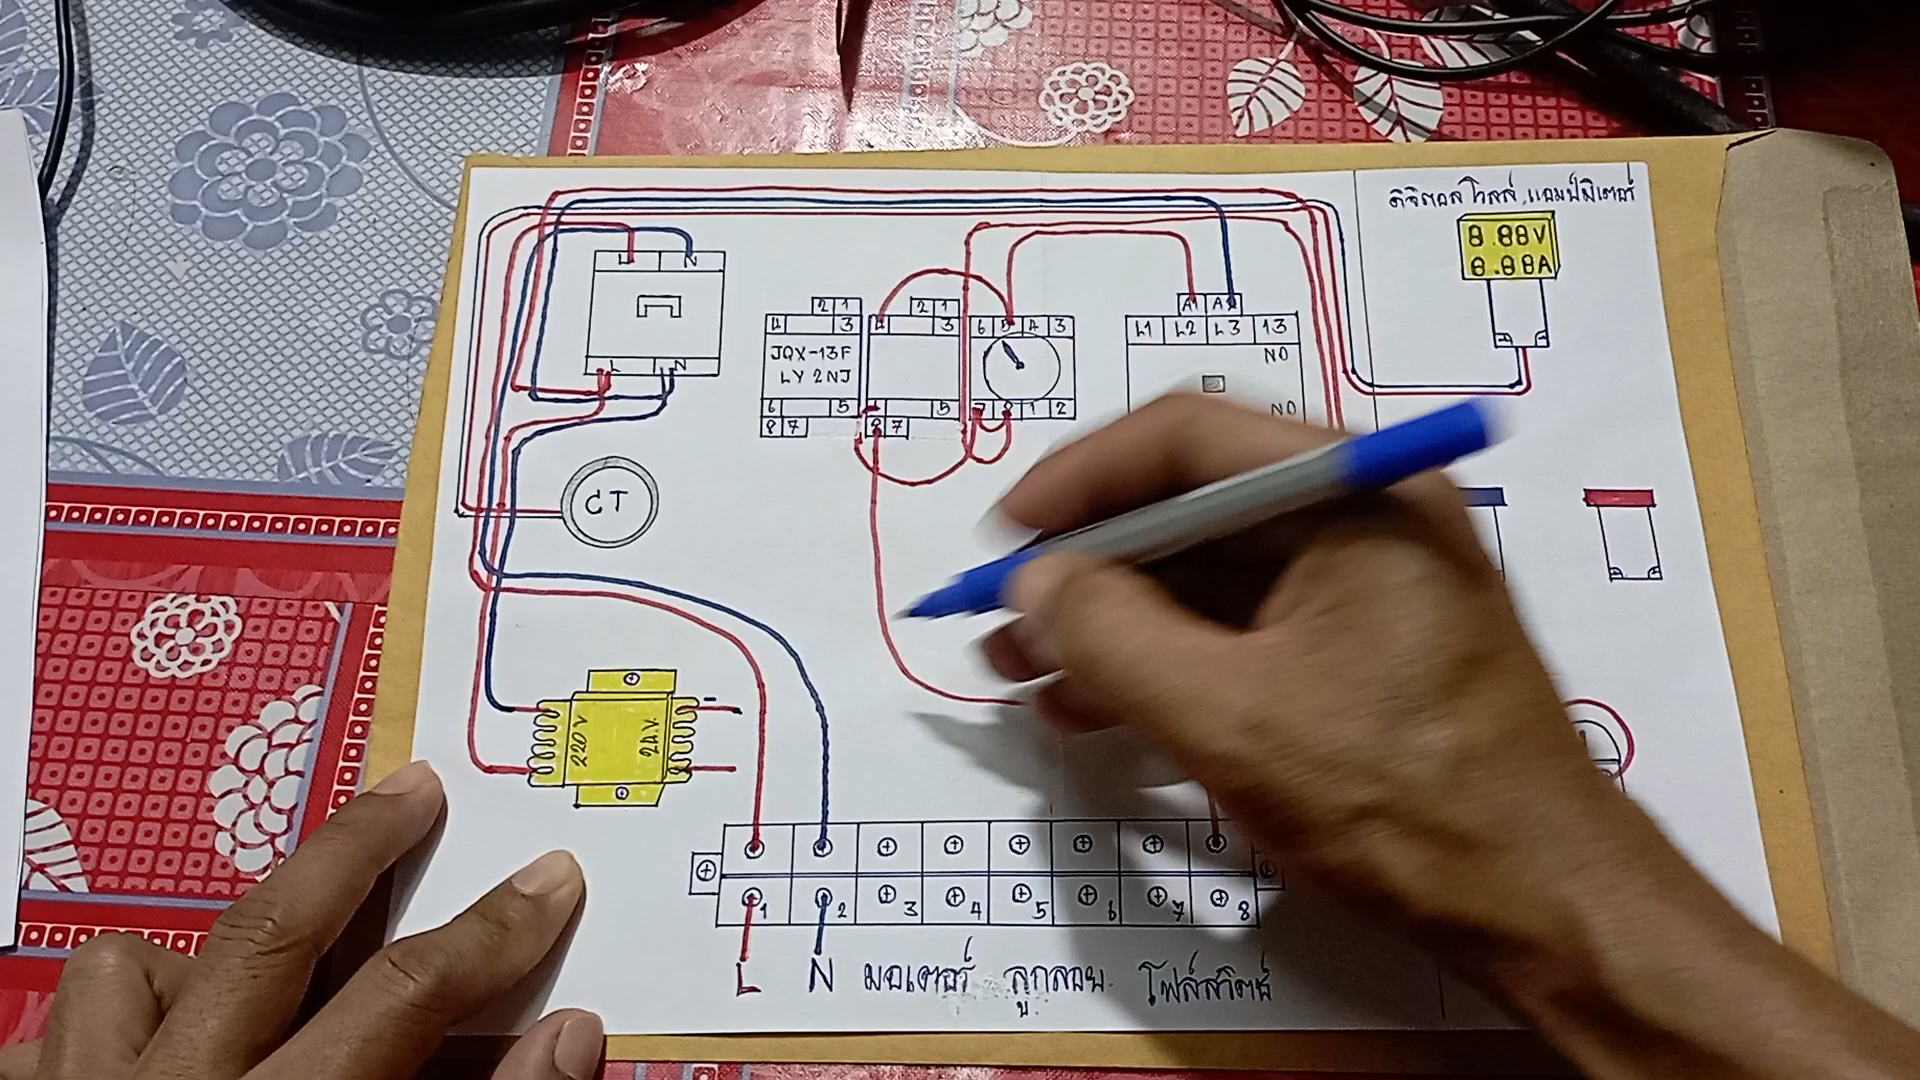 ดิจิตอลโวลล์,แอมป์มิเตอร์
8.88V
8.88A
L N
L N
2 1
4 3
JQX-13F
LY 2NJ
6 5
8 7
2 1
4 3
5
8 7
6 5 4 3
7 8 1 2
A1 A2
L1 L2 L3 13
NO
NO
CT
220V
24V
1 2 3 4 5 6 7 8
L N มอเตอร์ ลูกลอย โฟล์สวิตช์